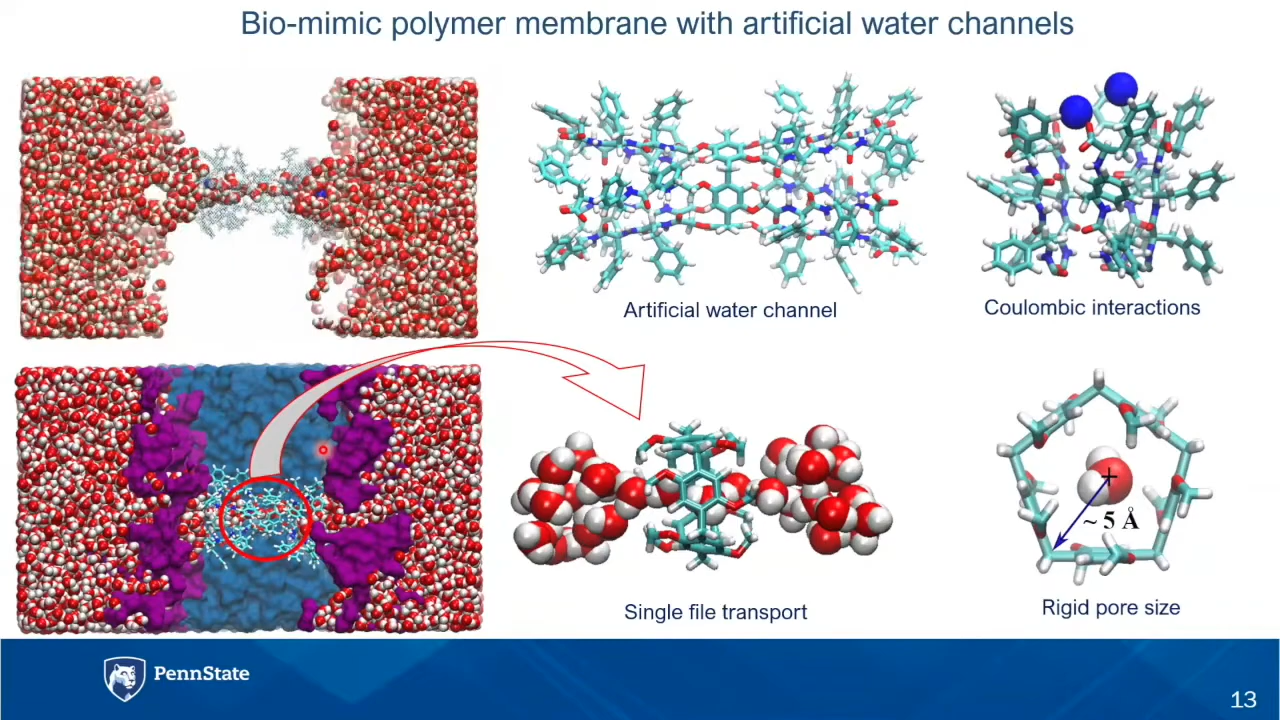 Bio-mimic polymer membrane with artificial water channels
Artificial water channel
Coulombic interactions
~ 5 Å
Single file transport
Rigid pore size
PennState
13